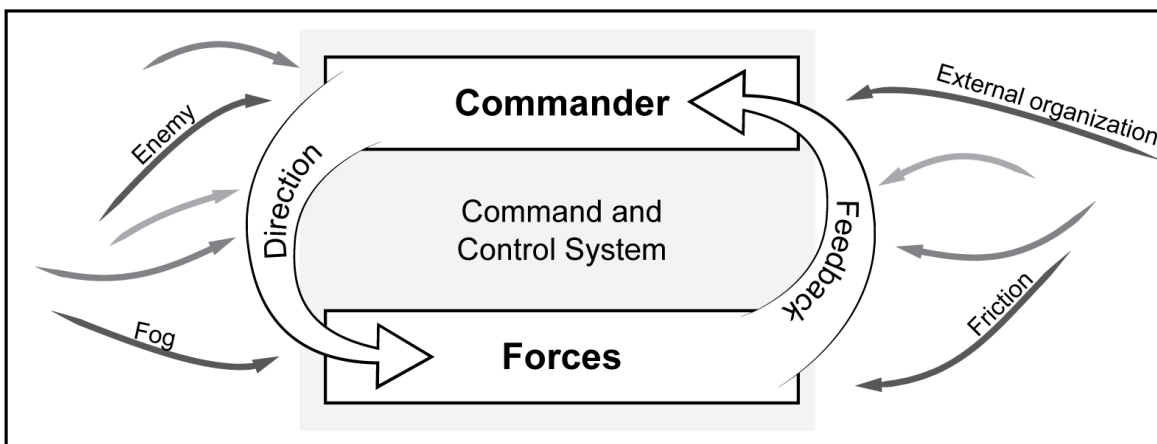 Commander
External organization
Enemy
Direction
Command and
Control System
Feedback
Fog
Friction
Forces